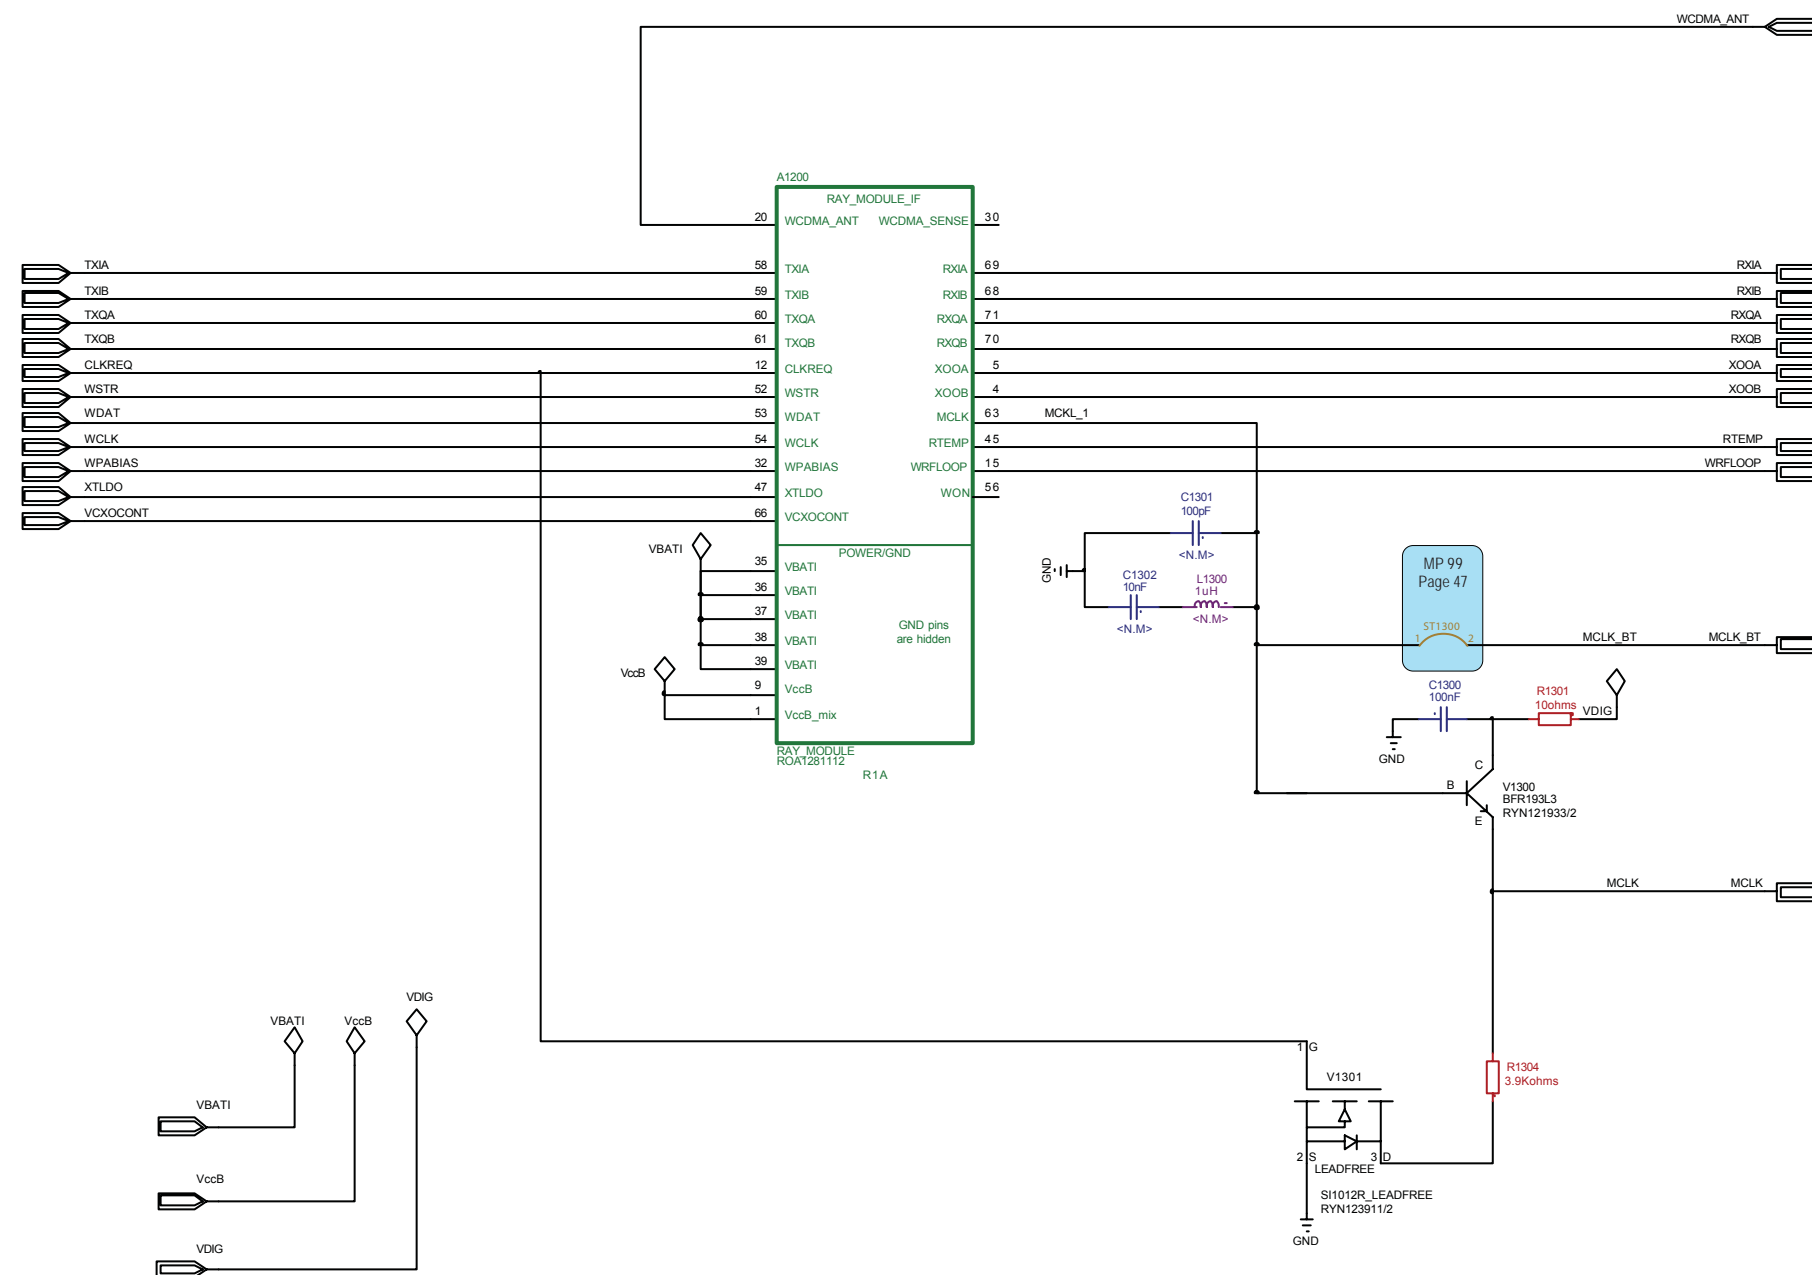 WCDMA_ANT
A1200
RAY_MODULE_IF
20 WCDMA_ANT WCDMA_SENSE 30
TXIA 58 TXIA RXIA 69 RXIA
TXIB 59 TXIB RXIB 68 RXIB
TXQA 60 TXQA RXQA 71 RXQA
TXQB 61 TXQB RXQB 70 RXQB
CLKREQ 12 CLKREQ XOOA 5 XOOA
WSTR 52 WSTR XOOB 4 XOOB
WDAT 53 WDAT MCLK 63 MCKL_1
WCLK 54 WCLK RTEMP 45 RTEMP
WPABIAS 32 WPABIAS WRFLOOP 15 WRFLOOP
XTLDO 47 XTLDO WON 56
VCXOCONT 66 VCXOCONT
POWER/GND
VBATI
35 VBATI
36 VBATI
37 VBATI
38 VBATI
39 VBATI
GND pins
are hidden
VccB
9 VccB
1 VccB_mix
RAY_MODULE
ROA1281112
R1A
C1301
100pF
<N.M>
GND
C1302
10nF
<N.M>
L1300
1uH
<N.M>
MP 99
Page 47
ST1300
1 2
MCLK_BT MCLK_BT
C1300
100nF
R1301
10ohms
VDIG
GND
C
B
E
V1300
BFR193L3
RYN121933/2
MCLK MCLK
R1304
3.9Kohms
1 G
V1301
2 S 3 D
LEADFREE
SI1012R_LEADFREE
RYN123911/2
GND
VBATI VccB VDIG
VBATI
VccB
VDIG